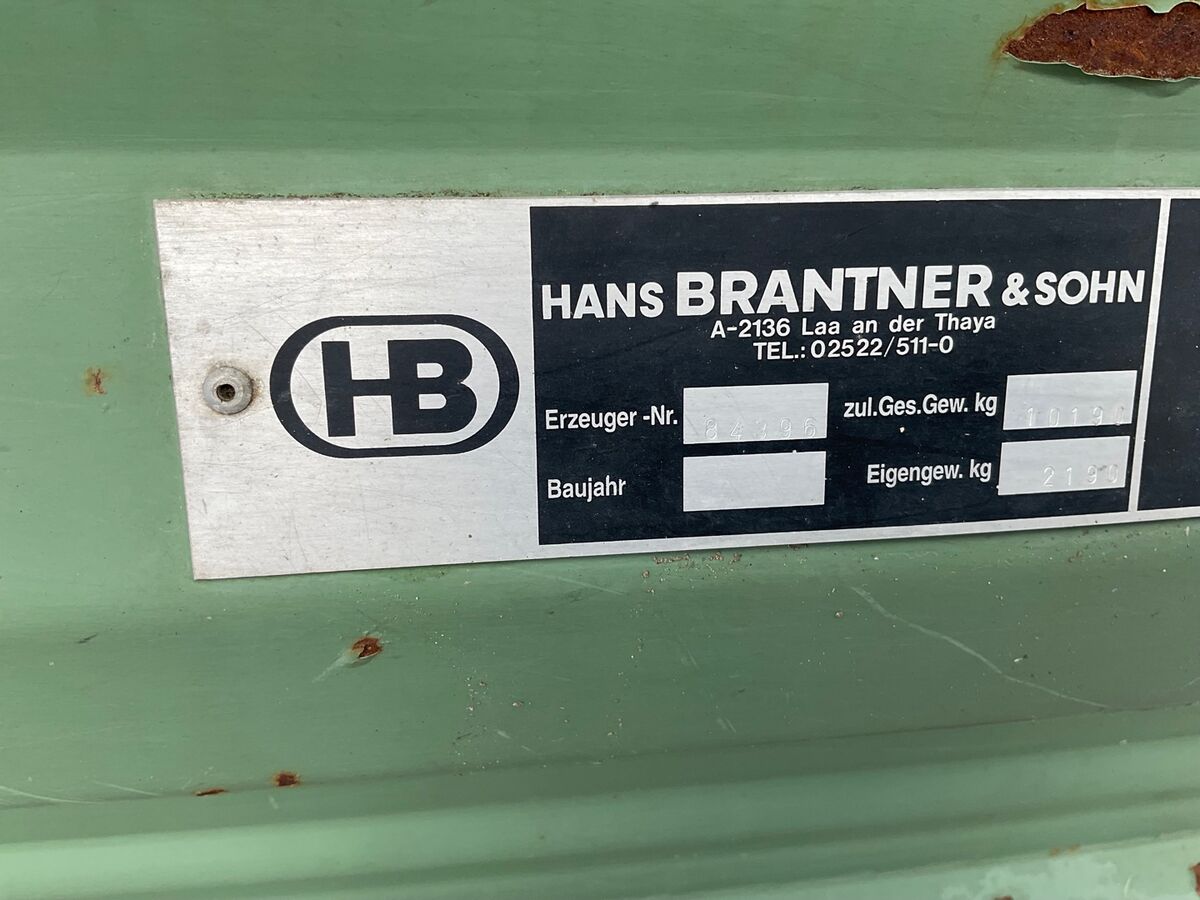 HB
HANS BRANTNER & SOHN
A-2136 Laa an der Thaya
TEL.: 02522/511-0
Erzeuger -Nr. 84396 zul.Ges.Gew. kg 10190
Baujahr Eigengew. kg 2190